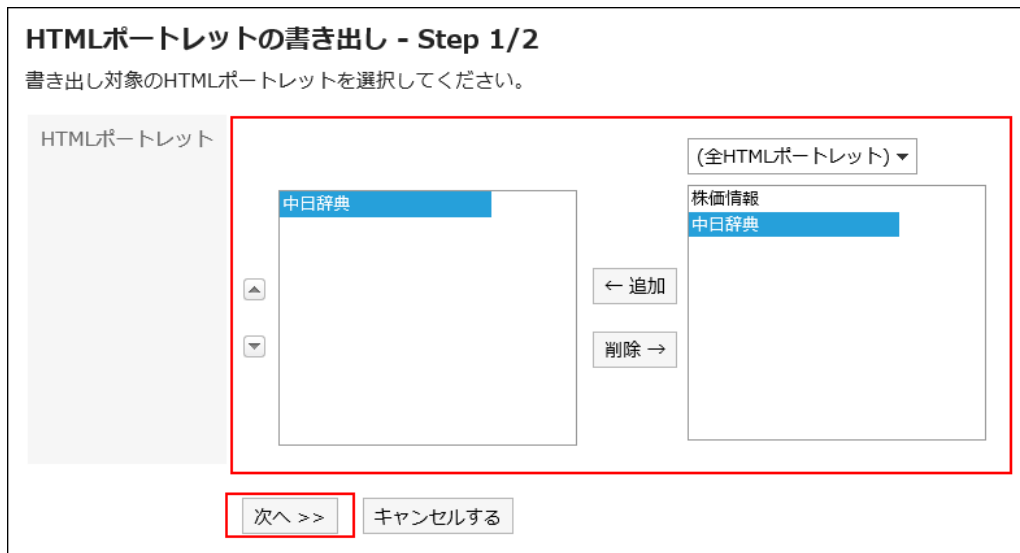 HTMLポートレットの書き出し - Step 1/2
書き出し対象のHTMLポートレットを選択してください。
HTMLポートレット
(全HTMLポートレット)
中日辞典
株価情報
中日辞典
← 追加
削除 →
次へ >>
キャンセルする